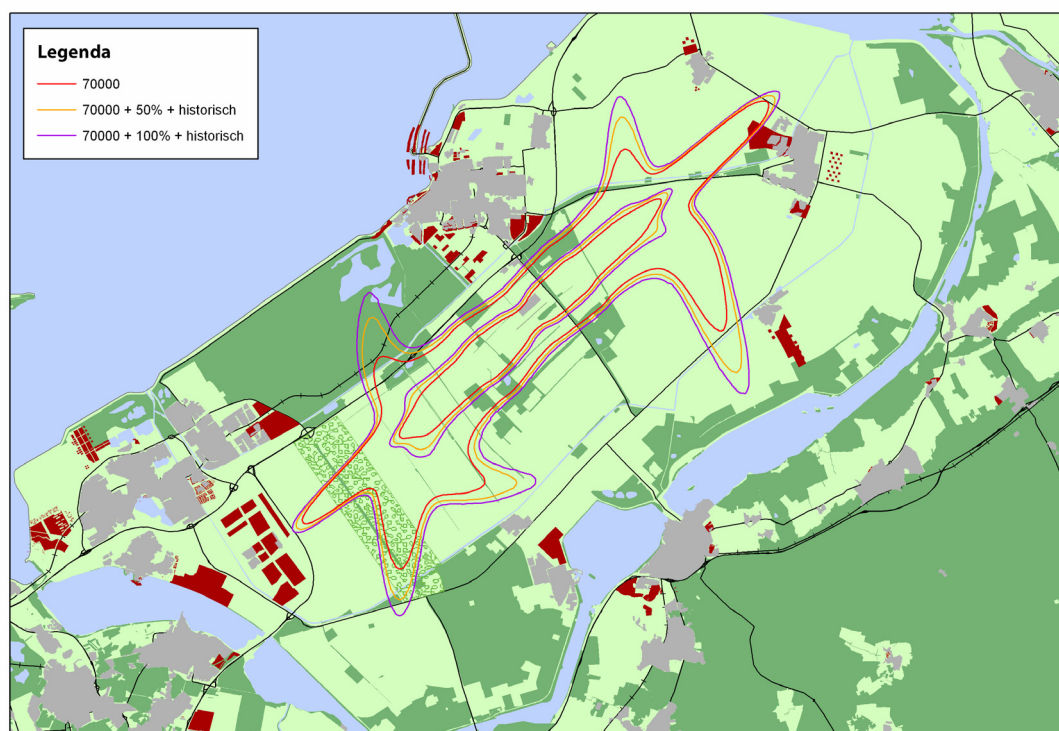 Legenda
70000
70000 + 50% + historisch
70000 + 100% + historisch